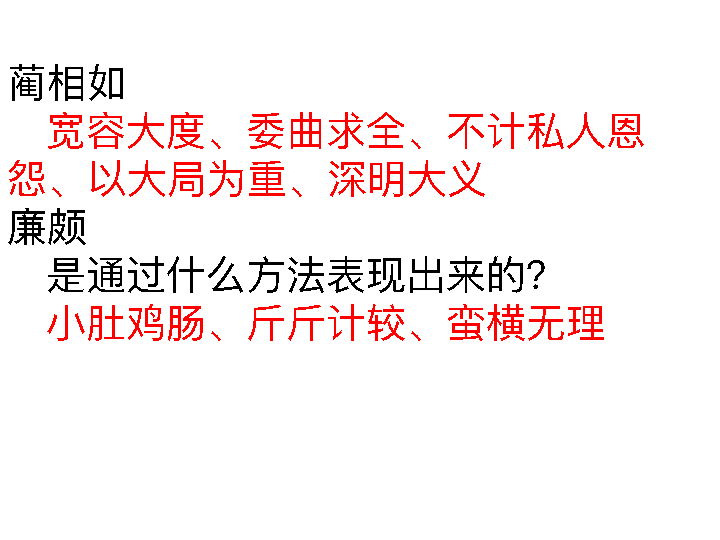 蔺相如
宽容大度、委曲求全、不计私人恩
怨、以大局为重、深明大义
廉颇
是通过什么方法表现出来的?
小肚鸡肠、斤斤计较、蛮横无理